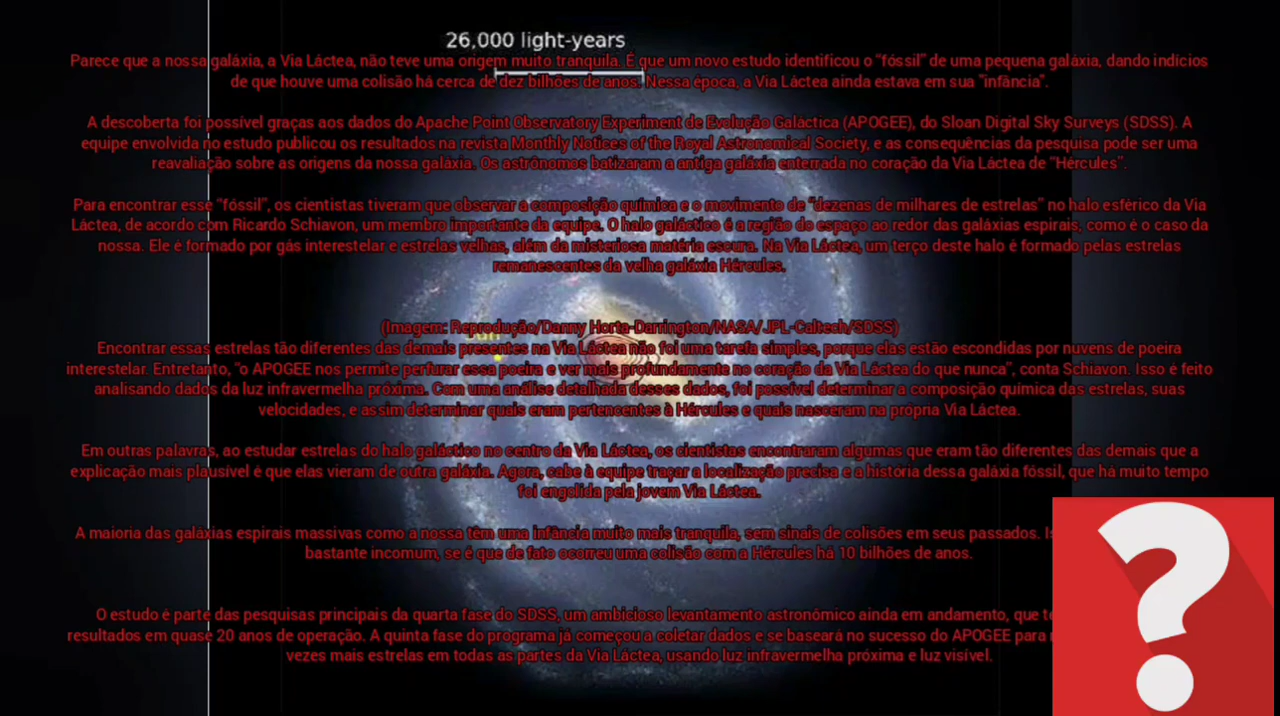 26,000 light-years
Parece que a nossa galáxia, a Via Láctea, não teve uma origem muito tranquila. É que um novo estudo identificou o "fóssil" de uma pequena galáxia, dando indícios
de que houve uma colisão há cerca de dez bilhões de anos. Nessa época, a Via Láctea ainda estava em sua "infância".
A descoberta foi possível graças aos dados do Apache Point Observatory Experiment de Evolução Galáctica (APOGEE), do Sloan Digital Sky Surveys (SDSS). A
equipe envolvida no estudo publicou os resultados na revista Monthly Notices of the Royal Astronomical Society, e as consequências da pesquisa pode ser uma
reavaliação sobre as origens da nossa galáxia. Os astrônomos batizaram a antiga galáxia enterrada no coração da Via Láctea de "Hércules".
Para encontrar esse "fóssil", os cientistas tiveram que observar a composição química e o movimento de "dezenas de milhares de estrelas" no halo esférico da Via
Láctea, de acordo com Ricardo Schiavon, um membro importante da equipe. O halo galáctico é a região do espaço ao redor das galáxias espirais, como é o caso da
nossa. Ele é formado por gás interestelar e estrelas velhas, além da misteriosa matéria escura. Na Via Láctea, um terço deste halo é formado pelas estrelas
remanescentes da velha galáxia Hércules.
(Imagem: Reprodução/Danny Horta-Darrington/NASA/JPL-Caltech/SDSS)
Encontrar essas estrelas tão diferentes das demais presentes na Via Láctea não foi uma tarefa simples, porque elas estão escondidas por nuvens de poeira
interestelar. Entretanto, "o APOGEE nos permite perfurar essa poeira e ver mais profundamente no coração da Via Láctea do que nunca", conta Schiavon. Isso é feito
analisando dados da luz infravermelha próxima. Com uma análise detalhada desses dados, foi possível determinar a composição química das estrelas, suas
velocidades, e assim determinar quais eram pertencentes à Hércules e quais nasceram na própria Via Láctea.
Em outras palavras, ao estudar estrelas do halo galáctico no centro da Via Láctea, os cientistas encontraram algumas que eram tão diferentes das demais que a
explicação mais plausível é que elas vieram de outra galáxia. Agora, cabe à equipe traçar a localização precisa e a história dessa galáxia fóssil, que há muito tempo
foi engolida pela jovem Via Láctea.
A maioria das galáxias espirais massivas como a nossa têm uma infância muito mais tranquila, sem sinais de colisões em seus passados.
bastante incomum, se é que de fato ocorreu uma colisão com a Hércules há 10 bilhões de anos.
O estudo é parte das pesquisas principais da quarta fase do SDSS, um ambicioso levantamento astronômico ainda em andamento, que
resultados em quase 20 anos de operação. A quinta fase do programa já começou a coletar dados e se baseará no sucesso do APOGEE para
vezes mais estrelas em todas as partes da Via Láctea, usando luz infravermelha próxima e luz visível.
?